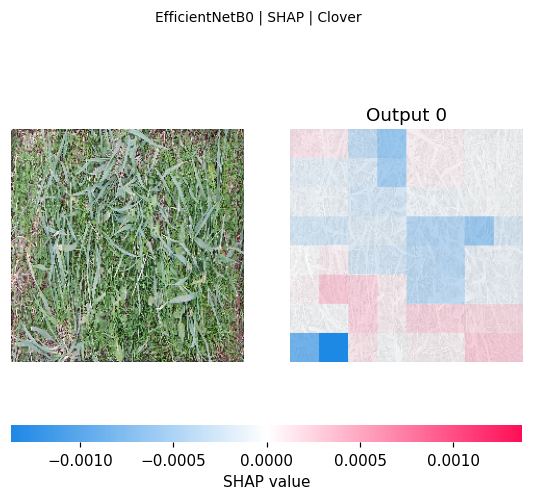 EfficientNetB0 | SHAP | Clover
Output 0
−0.0010 −0.0005 0.0000 0.0005 0.0010
SHAP value